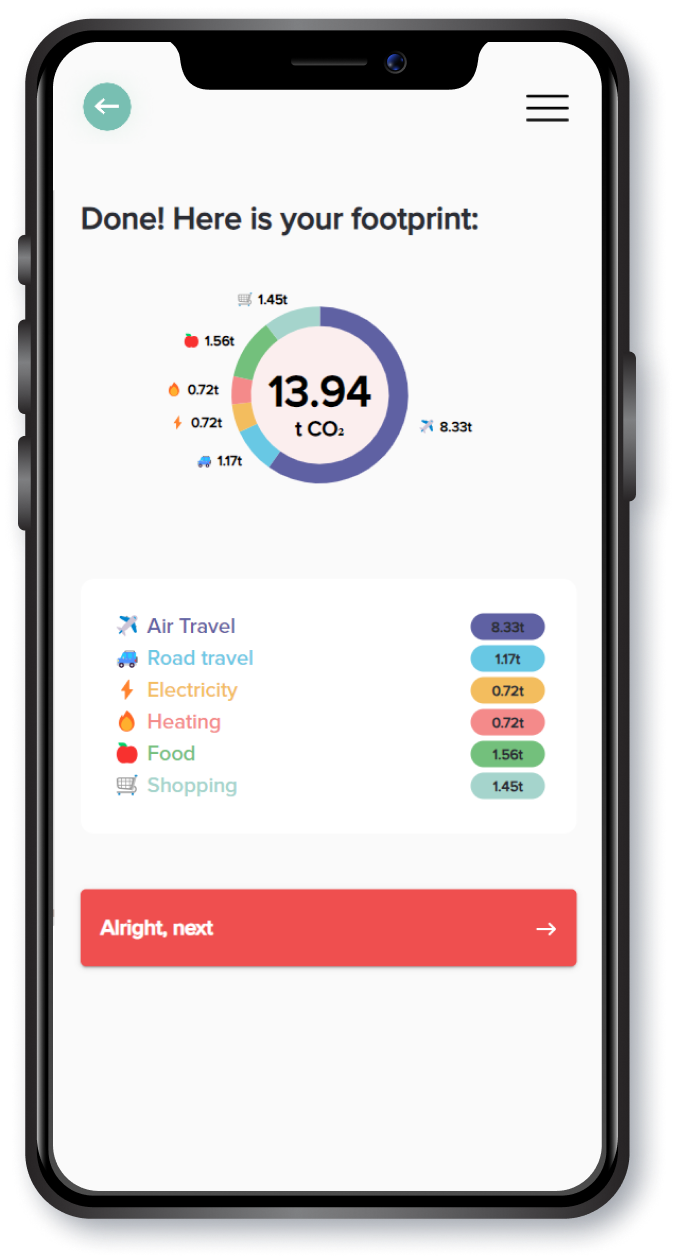 Done! Here is your footprint:
1.45t
1.56t
0.72t
0.72t
1.17t
8.33t
13.94
t CO₂
Air Travel 8.33t
Road travel 1.17t
Electricity 0.72t
Heating 0.72t
Food 1.56t
Shopping 1.45t
Alright, next